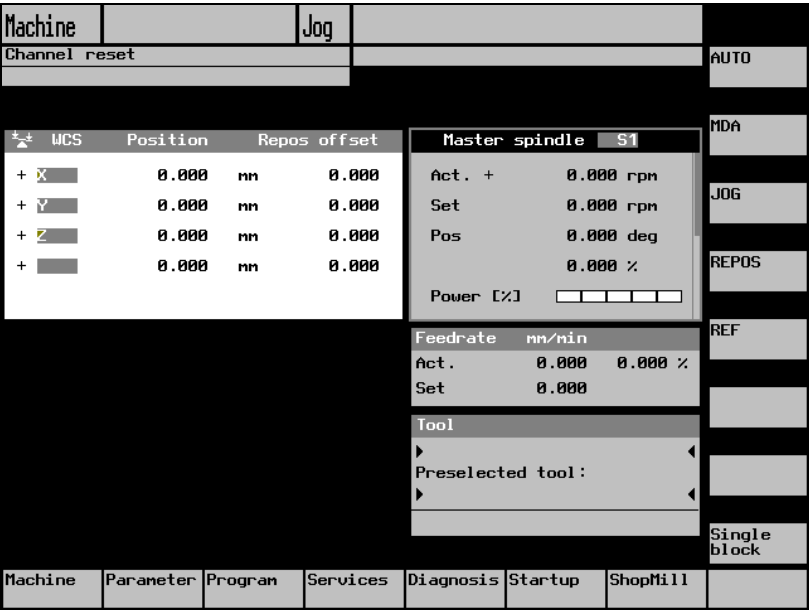 Machine Jog
Channel reset
AUTO
MDA
WCS Position Repos offset
Master spindle S1
+ X 0.000 mm 0.000
Act. + 0.000 rpm
JOG
+ Y 0.000 mm 0.000
Set 0.000 rpm
+ Z 0.000 mm 0.000
Pos 0.000 deg
REPOS
+ 0.000 mm 0.000
0.000 %
Power [%]
REF
Feedrate mm/min
Act. 0.000 0.000 %
Set 0.000
Tool
Preselected tool:
Single
block
Machine Parameter Program Services Diagnosis Startup ShopMill